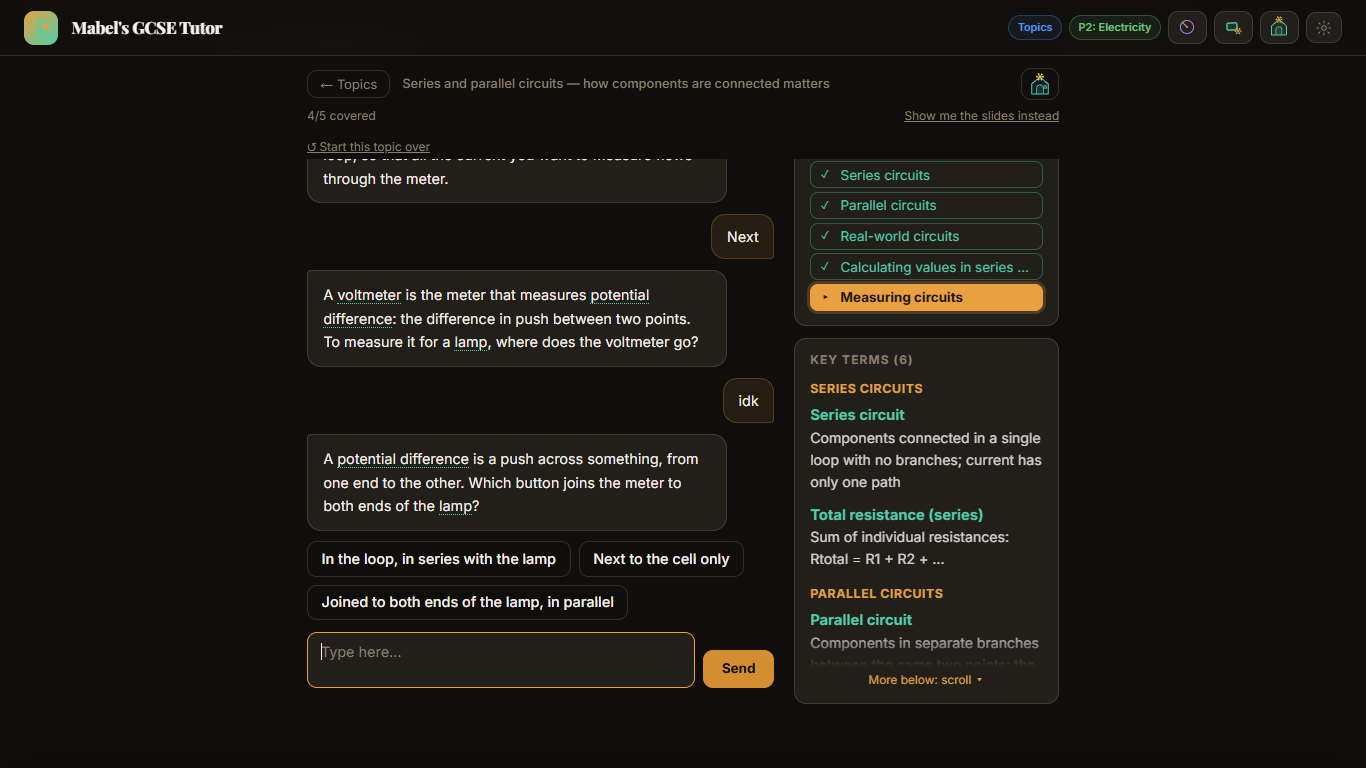 Mabel's GCSE Tutor
Topics
P2: Electricity
← Topics
Series and parallel circuits — how components are connected matters
4/5 covered
Show me the slides instead
↺ Start this topic over
through the meter.
Next
A voltmeter is the meter that measures potential
difference: the difference in push between two points.
To measure it for a lamp, where does the voltmeter go?
idk
A potential difference is a push across something, from
one end to the other. Which button joins the meter to
both ends of the lamp?
In the loop, in series with the lamp
Next to the cell only
Joined to both ends of the lamp, in parallel
Type here...
Send
✓ Series circuits
✓ Parallel circuits
✓ Real-world circuits
✓ Calculating values in series ...
▸ Measuring circuits
KEY TERMS (6)
SERIES CIRCUITS
Series circuit
Components connected in a single
loop with no branches; current has
only one path
Total resistance (series)
Sum of individual resistances:
Rtotal = R1 + R2 + ...
PARALLEL CIRCUITS
Parallel circuit
Components in separate branches
between the same two points; the
More below: scroll ▾